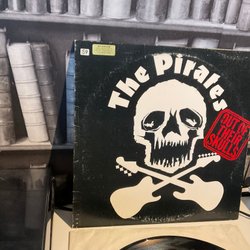 The Pirates
OUT OF
THEIR
SKULLS